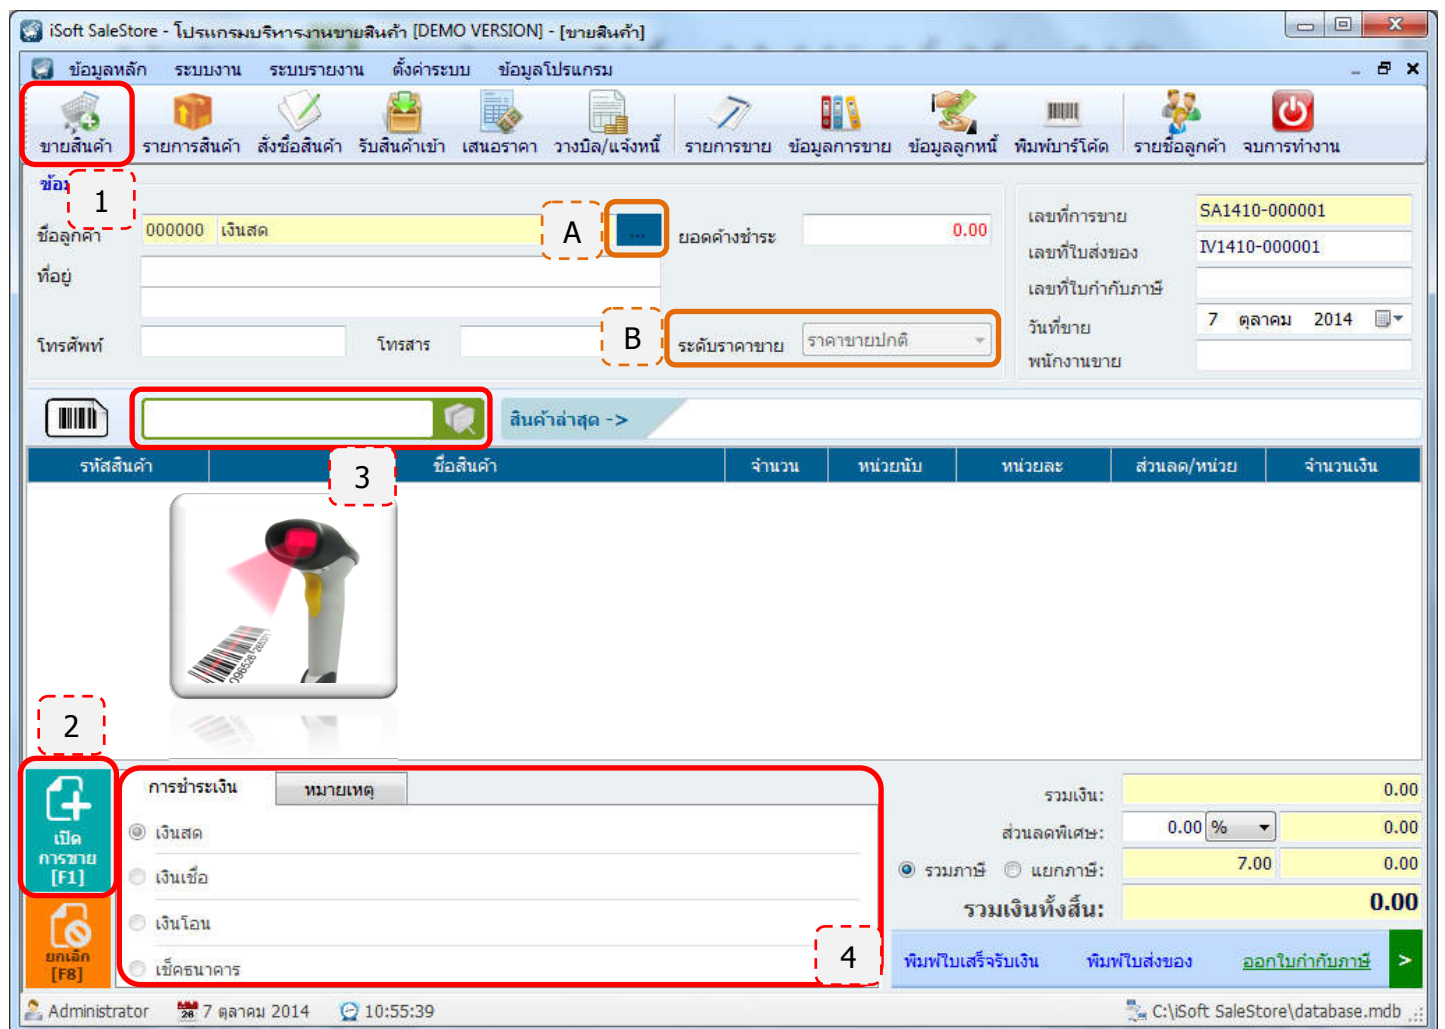 iSoft SaleStore - โปรแกรมบริหารงานขายสินค้า [DEMO VERSION] - [ขายสินค้า]
ข้อมูลหลัก ระบบงาน ระบบรายงาน ตั้งค่าระบบ ข้อมูลโปรแกรม
ขายสินค้า รายการสินค้า สั่งซื้อสินค้า รับสินค้าเข้า เสนอราคา วางบิล/แจ้งหนี้ รายการขาย ข้อมูลการขาย ข้อมูลลูกหนี้ พิมพ์บาร์โค้ด รายชื่อลูกค้า จบการทำงาน
1
ชื่อลูกค้า 000000 เงินสด A ... ยอดค้างชำระ 0.00
ที่อยู่
โทรศัพท์ โทรสาร B ระดับราคาขาย ราคาขายปกติ
เลขที่การขาย SA1410-000001
เลขที่ใบส่งของ IV1410-000001
เลขที่ใบกำกับภาษี
วันที่ขาย 7 ตุลาคม 2014
พนักงานขาย
สินค้าล่าสุด ->
3
รหัสสินค้า ชื่อสินค้า จำนวน หน่วยนับ หน่วยละ ส่วนลด/หน่วย จำนวนเงิน
2
เปิด
การขาย
[F1]
ยกเลิก
[F8]
การชำระเงิน หมายเหตุ
เงินสด
เงินเชื่อ
เงินโอน
เช็คธนาคาร
4
รวมเงิน: 0.00
ส่วนลดพิเศษ: 0.00 % 0.00
รวมภาษี แยกภาษี: 7.00 0.00
รวมเงินทั้งสิ้น: 0.00
พิมพ์ใบเสร็จรับเงิน พิมพ์ใบส่งของ ออกใบกำกับภาษี >
Administrator 7 ตุลาคม 2014 10:55:39 C:\iSoft SaleStore\database.mdb